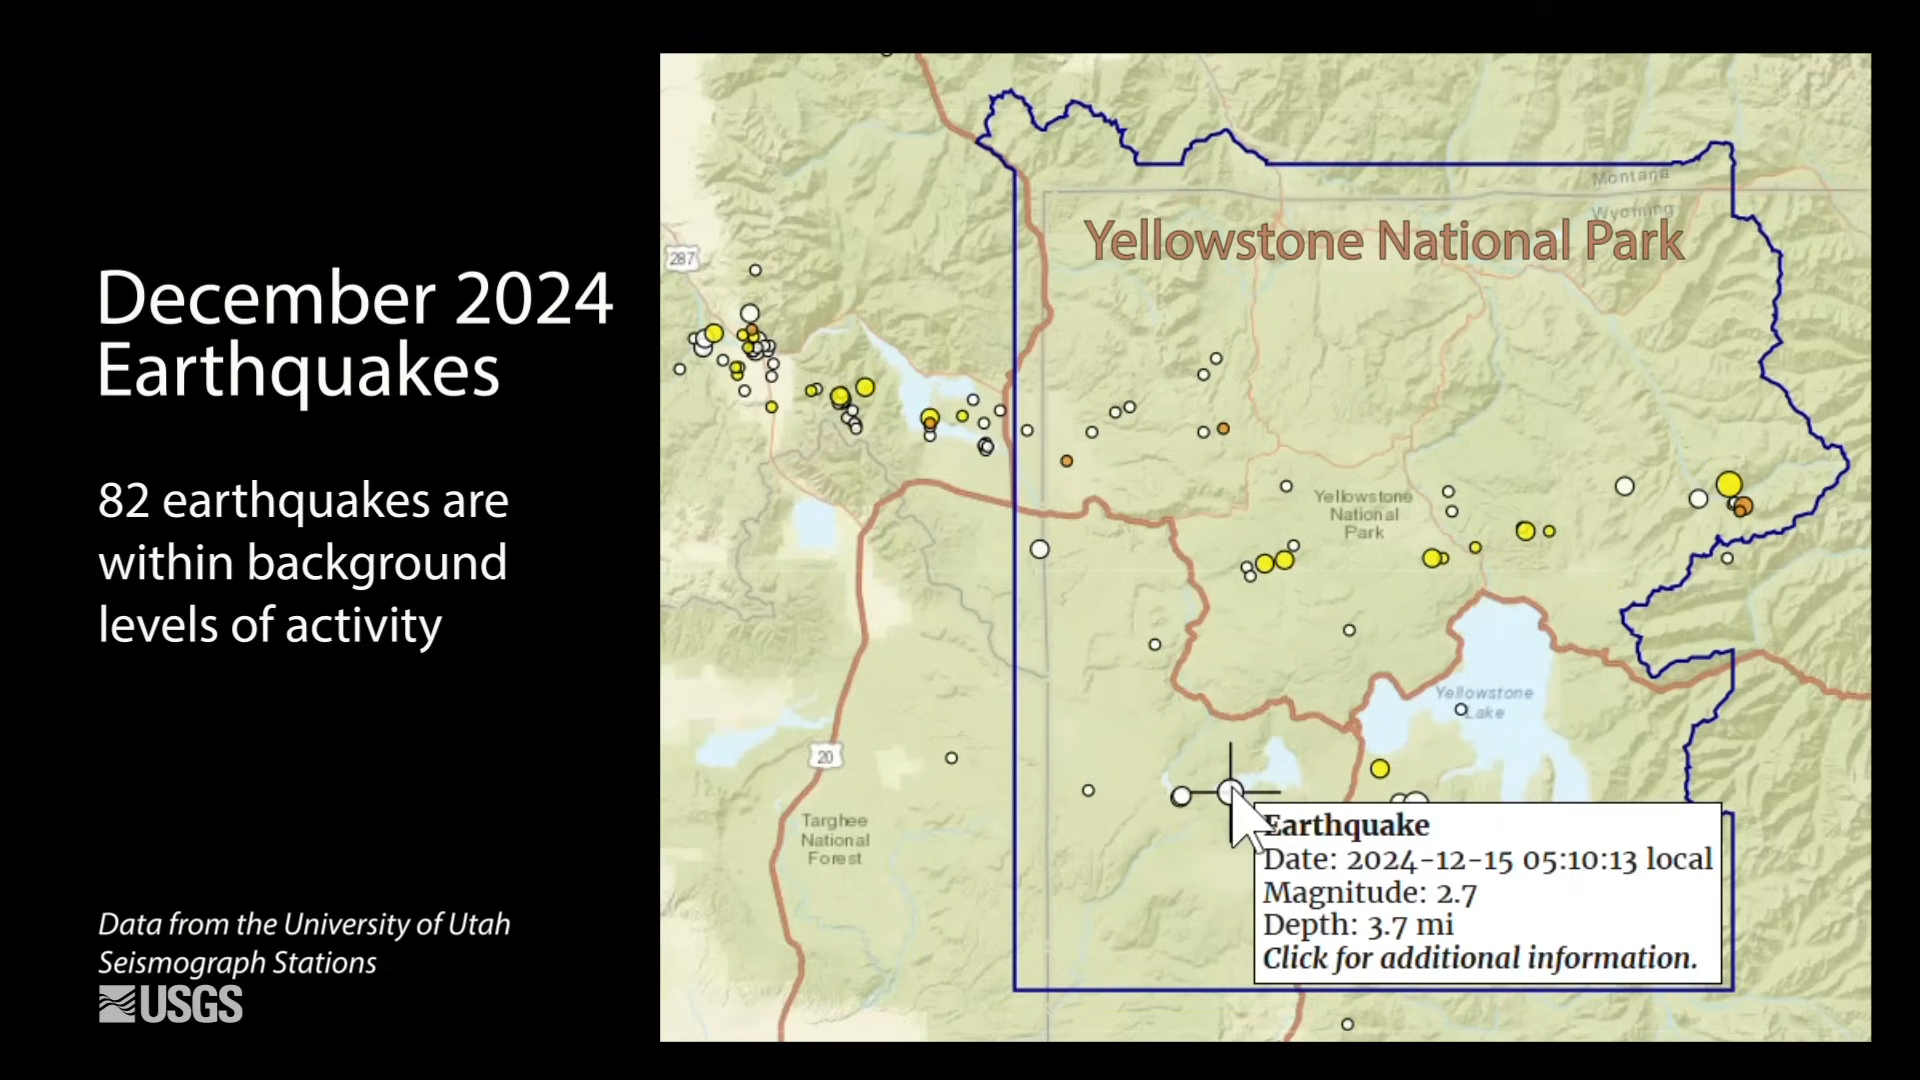 December 2024
Earthquakes
82 earthquakes are
within background
levels of activity
Data from the University of Utah
Seismograph Stations
USGS
Montana
Wyoming
Yellowstone National Park
287
Yellowstone
National
Park
Yellowstone
Lake
20
Targhee
National
Forest
Earthquake
Date: 2024-12-15 05:10:13 local
Magnitude: 2.7
Depth: 3.7 mi
Click for additional information.